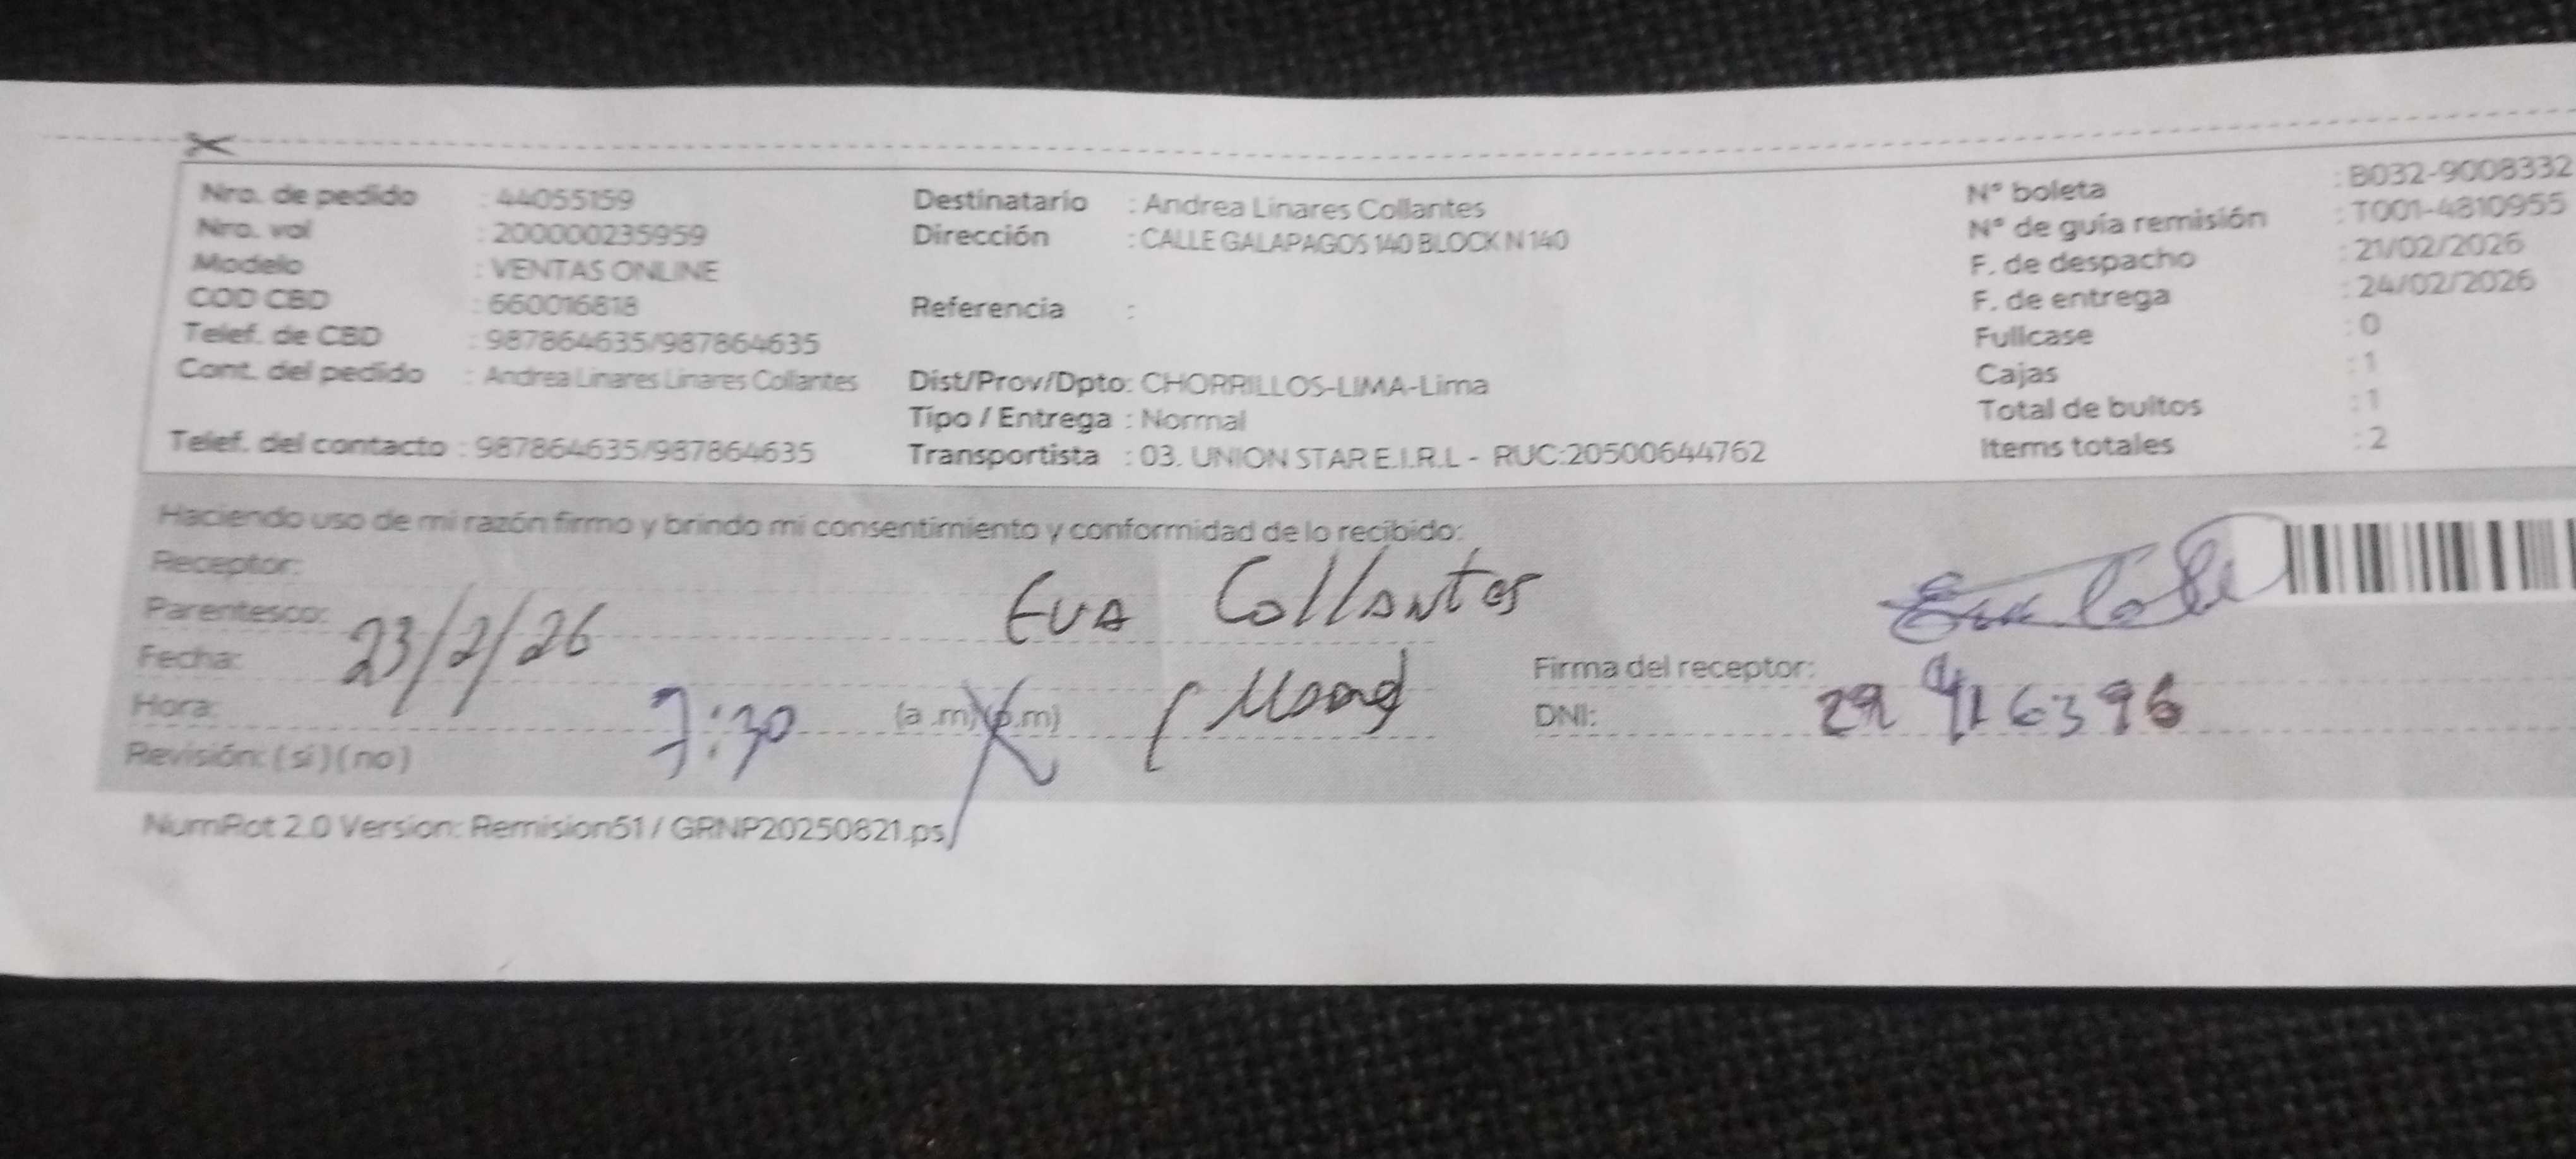 Nro. de pedido : 44055159
Nro. val : 200000235959
Modelo : VENTAS ONLINE
COD CBD : 660016818
Telef. de CBD : 987864635/987864635
Cont. del pedido : Andrea Linares Linares Collantes
Telef. del contacto : 987864635/987864635
Destinatario : Andrea Linares Collantes
Dirección : CALLE GALAPAGOS 140 BLOCK N 140
Referencia :
Dist/Prov/Dpto: CHORRILLOS-LIMA-Lima
Tipo / Entrega : Normal
Transportista : 03. UNION STAR E.I.R.L - RUC:20500644762
N° boleta : B032-9008332
N° de guía remisión : T001-4810955
F. de despacho : 21/02/2026
F. de entrega : 24/02/2026
Fullcase : 0
Cajas : 1
Total de bultos : 1
Items totales : 2
Haciendo uso de mi razón firmo y brindo mi consentimiento y conformidad de lo recibido:
Receptor: Eva Collantes
Parentesco:
Fecha: 23/2/26
Hora: 7:30 (a .m) (p.m)
Revisión: (si) (no)
Firma del receptor:
DNI:
NumRot 2.0 Version: Remision51 / GRNP20250821.ps